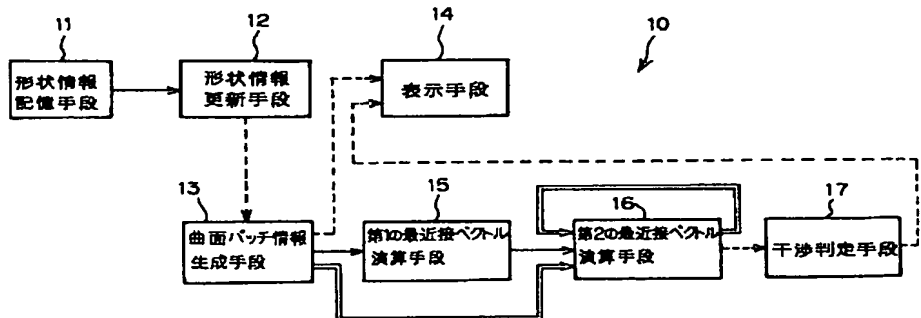 11
形状情報
記憶手段
12
形状情報
更新手段
14
表示手段
10
13
曲面パッチ情報
生成手段
15
第1の最近接ベクトル
演算手段
16
第2の最近接ベクトル
演算手段
17
干渉判定手段